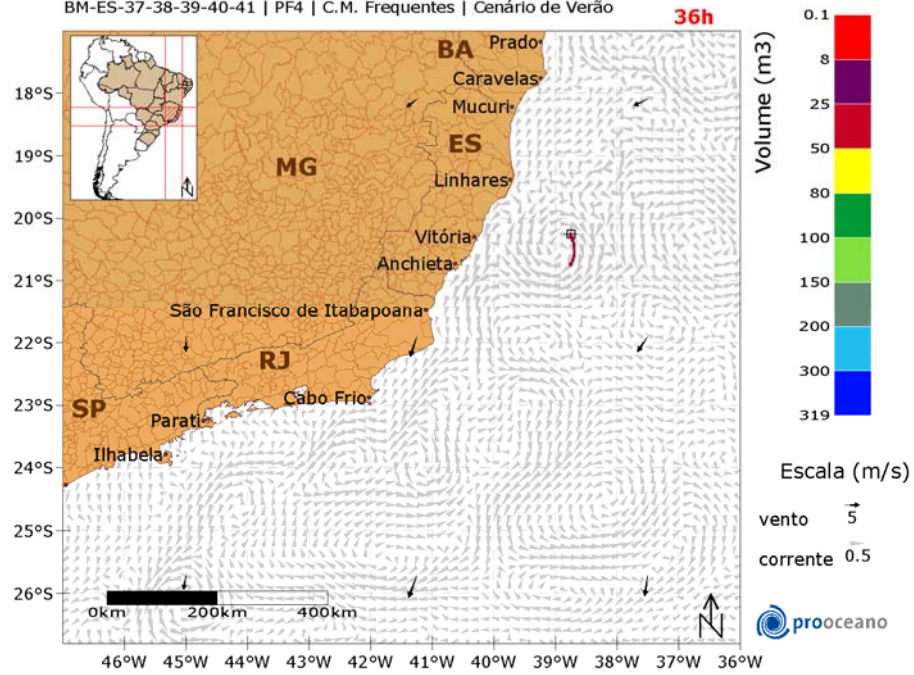 BM-ES-37-38-39-40-41 | PF4 | C.M. Frequentes | Cenário de Verão
36h
BA
Prado
Caravelas
Mucuri
ES
MG
Linhares
Vitória
Anchieta
São Francisco de Itabapoana
RJ
Cabo Frio
SP
Parati
Ilhabela
18°S
19°S
20°S
21°S
22°S
23°S
24°S
25°S
26°S
0km 200km 400km
N
N
46°W 45°W 44°W 43°W 42°W 41°W 40°W 39°W 38°W 37°W 36°W
Volume (m3)
0.1
8
25
50
80
100
150
200
300
319
Escala (m/s)
vento 5
corrente 0.5
prooceano